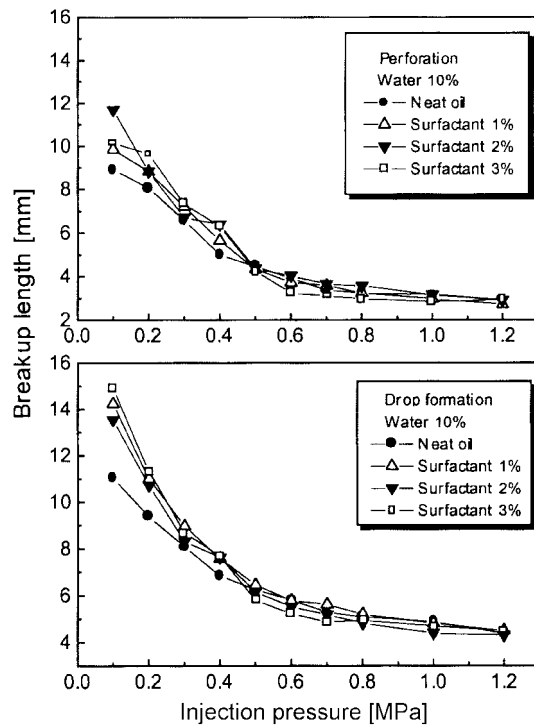 Breakup length [mm]
16
14
12
10
8
6
4
2
0.0 0.2 0.4 0.6 0.8 1.0 1.2
Perforation
Water 10%
Neat oil
Surfactant 1%
Surfactant 2%
Surfactant 3%
16
14
12
10
8
6
4
0.0 0.2 0.4 0.6 0.8 1.0 1.2
Drop formation
Water 10%
Neat oil
Surfactant 1%
Surfactant 2%
Surfactant 3%
Injection pressure [MPa]